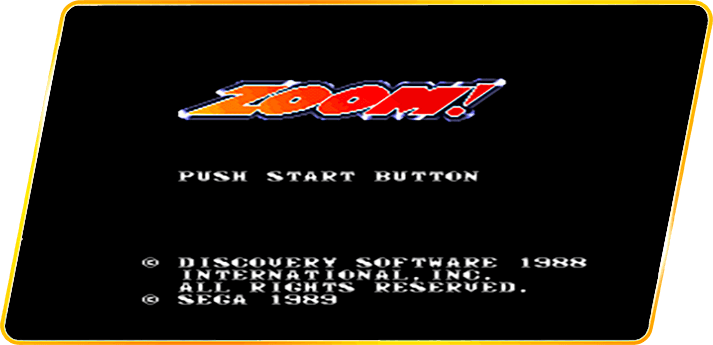 ZOOM!
PUSH START BUTTON
© DISCOVERY SOFTWARE 1988
INTERNATIONAL, INC.
ALL RIGHTS RESERVED.
© SEGA 1989